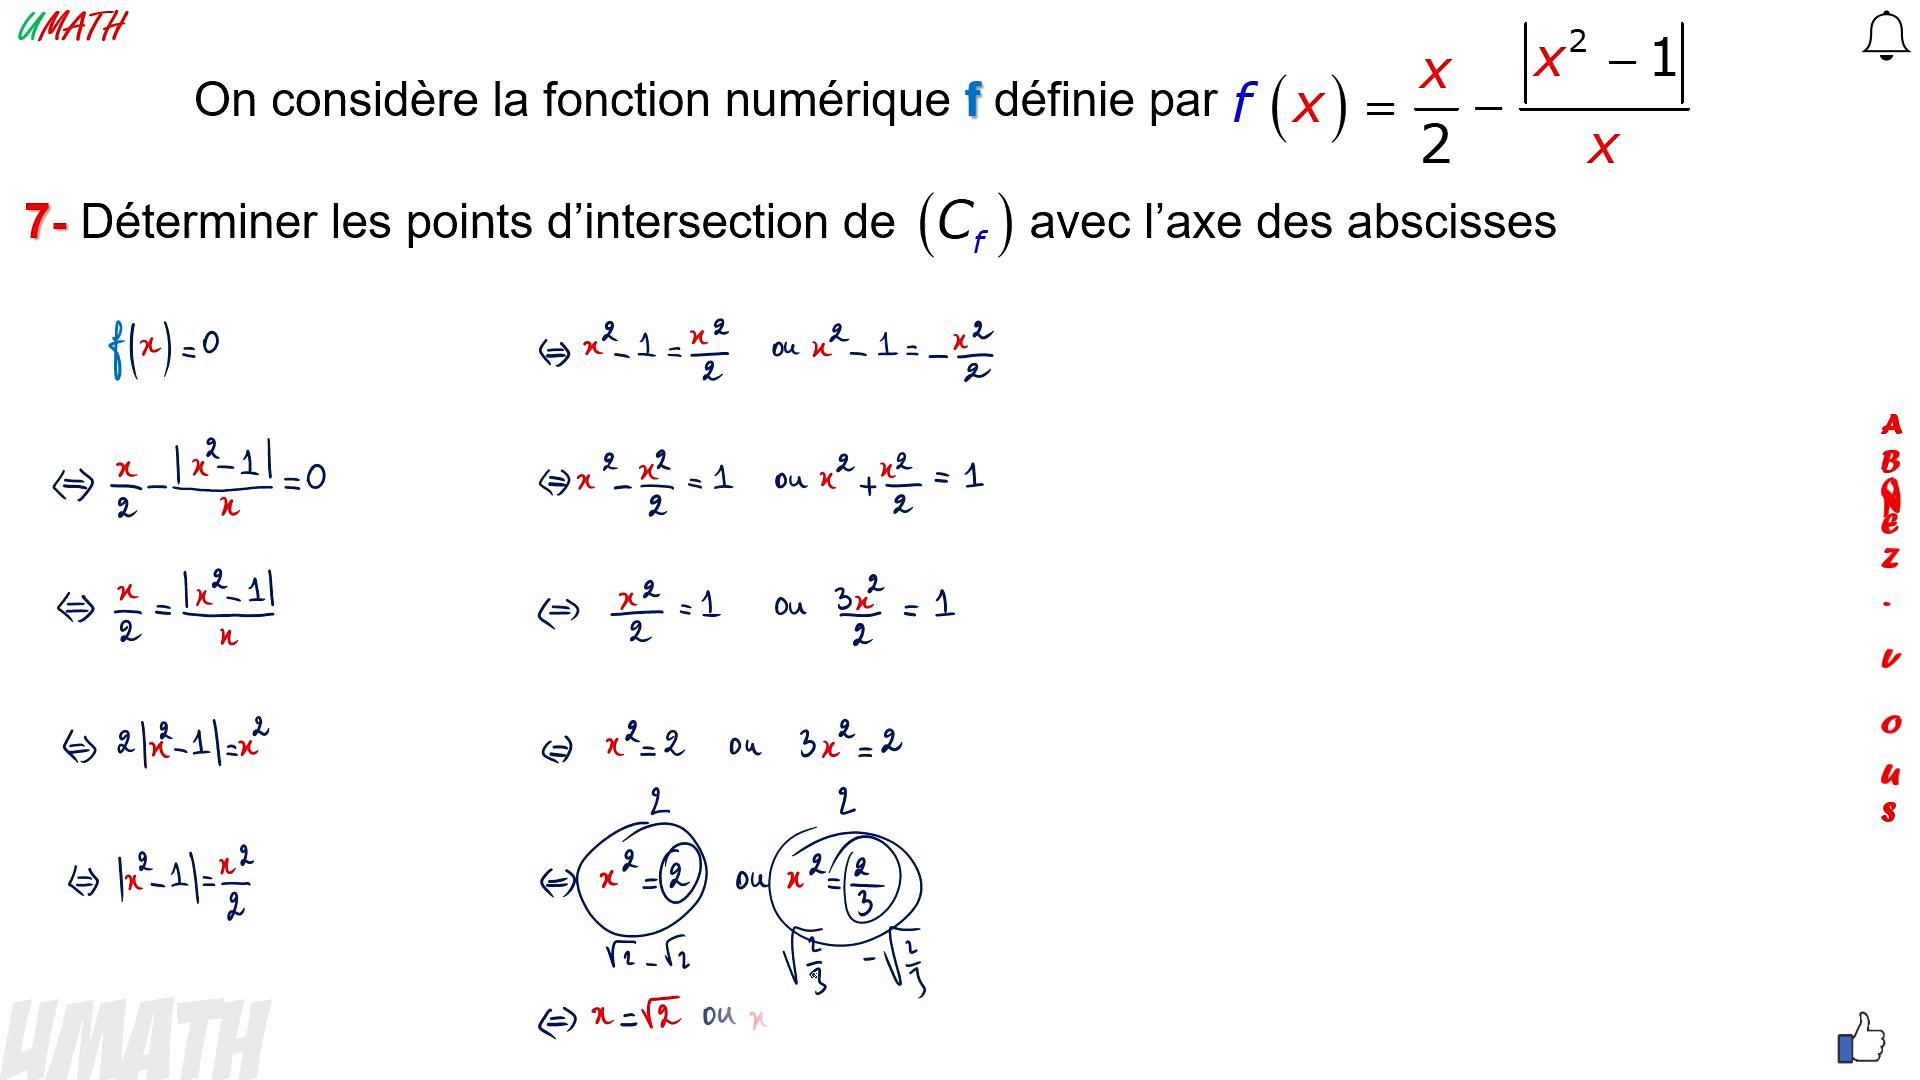 UMATH
On considère la fonction numérique f définie par f(x) = x/2 − |x² − 1|/x
7- Déterminer les points d’intersection de (C_f) avec l’axe des abscisses
f(x) = 0
⇔ x/2 − |x² − 1|/x = 0
⇔ x/2 = |x² − 1|/x
⇔ 2|x² − 1| = x²
⇔ |x² − 1| = x²/2
⇔ x² − 1 = x²/2 ou x² − 1 = −x²/2
⇔ x² − x²/2 = 1 ou x² + x²/2 = 1
⇔ x²/2 = 1 ou 3x²/2 = 1
⇔ x² = 2 ou 3x² = 2
2 2
⇔ x² = 2 ou x² = 2/3
√2 −√2 √(2/3) −√(2/3)
⇔ x = √2 ou x
ABONEZ-VOUS
UMATH